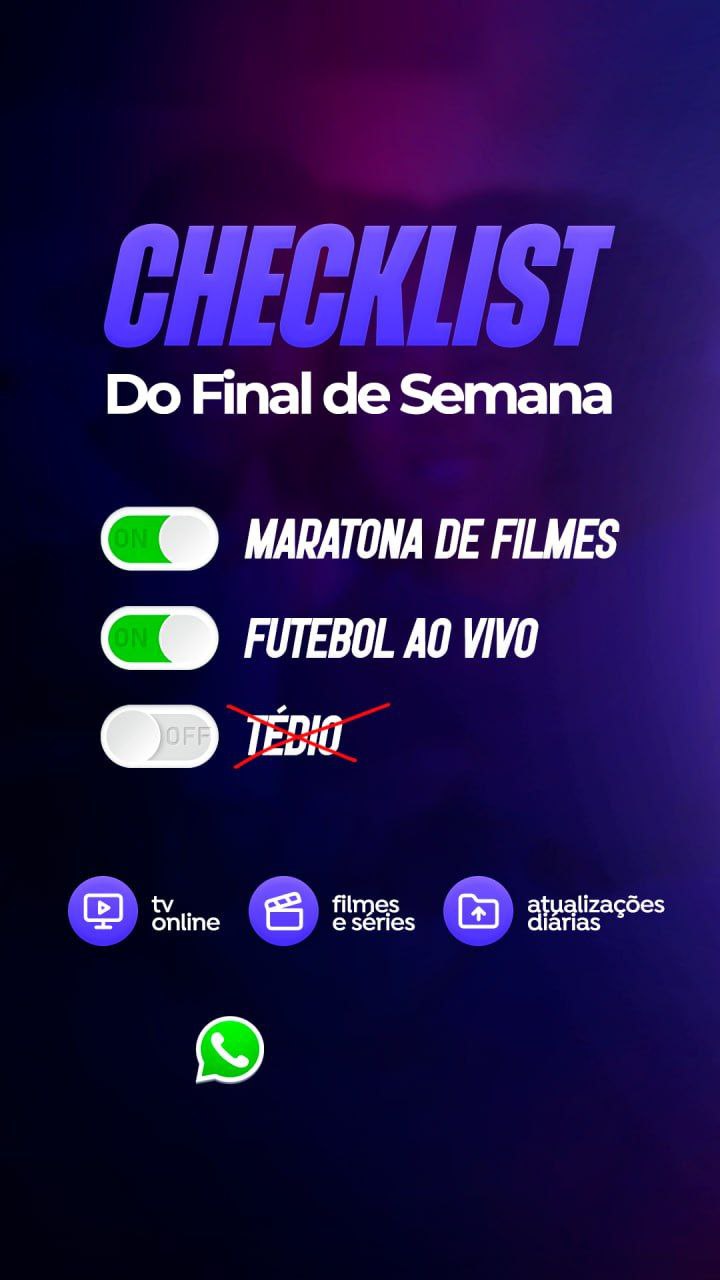 CHECKLIST
Do Final de Semana
ON MARATONA DE FILMES
ON FUTEBOL AO VIVO
OFF TÉDIO
tv
online
filmes
e séries
atualizações
diárias